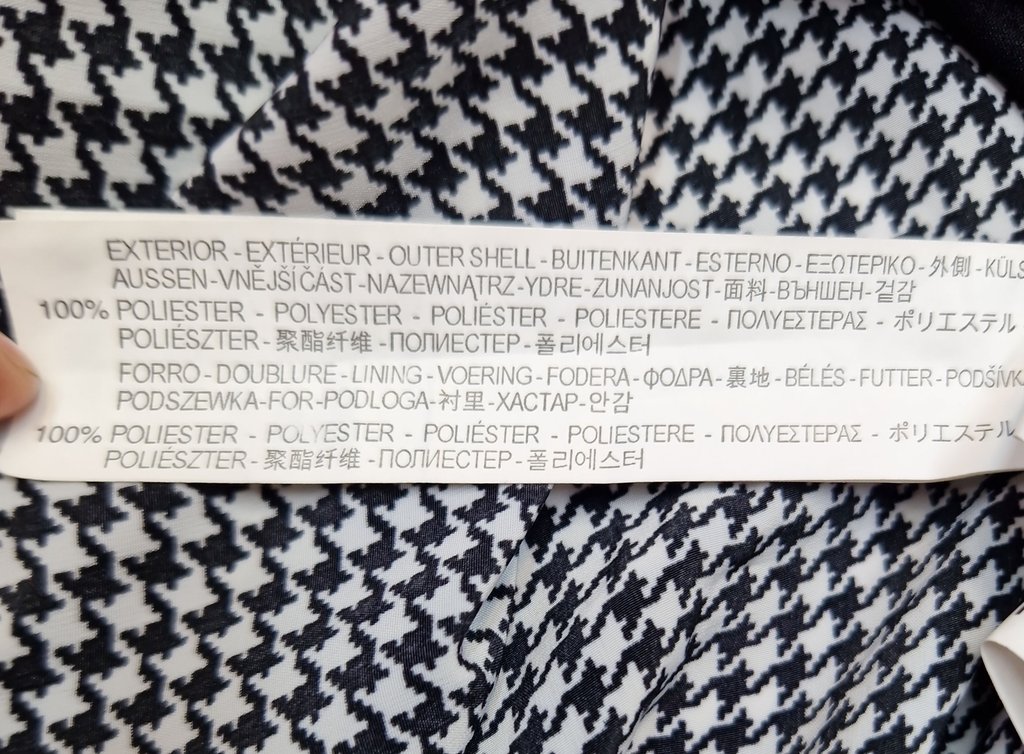 EXTERIOR - EXTÉRIEUR - OUTER SHELL - BUITENKANT - ESTERNO - ΕΞΩΤΕΡΙΚΟ - 外側 - KÜLS
AUSSEN-VNĚJŠÍ ČÁST-NAZEWNĄTRZ-YDRE-ZUNANJOST-面料-ВЪНШЕН-겉감
100% POLIESTER - POLYESTER - POLIÉSTER - POLIESTERE - ΠΟΛΥΕΣΤΕΡΑΣ - ポリエステル
POLIÉSZTER-聚酯纤维-ПОЛИЕСТЕР-폴리에스터
FORRO-DOUBLURE-LINING-VOERING-FODERA-ΦΟΔΡΑ-裏地-BÉLÉS-FUTTER-PODŠÍVK
PODSZEWKA-FOR-PODLOGA-衬里-ХАСТАР-안감
100% POLIESTER - POLYESTER - POLIÉSTER - POLIESTERE - ΠΟΛΥΕΣΤΕΡΑΣ - ポリエステル
POLIÉSZTER-聚酯纤维-ПОЛИЕСТЕР-폴리에스터